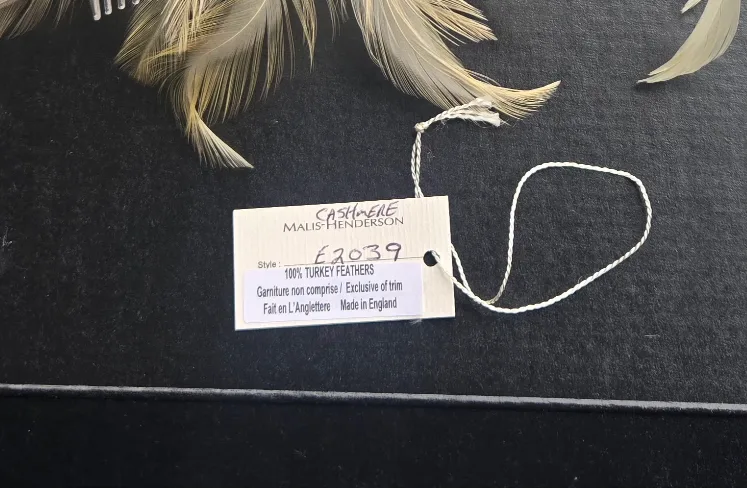 CASHMERE
MALIS-HENDERSON
Style : E2039
100% TURKEY FEATHERS
Garniture non comprise / Exclusive of trim
Fait en L'Anglettere Made in England